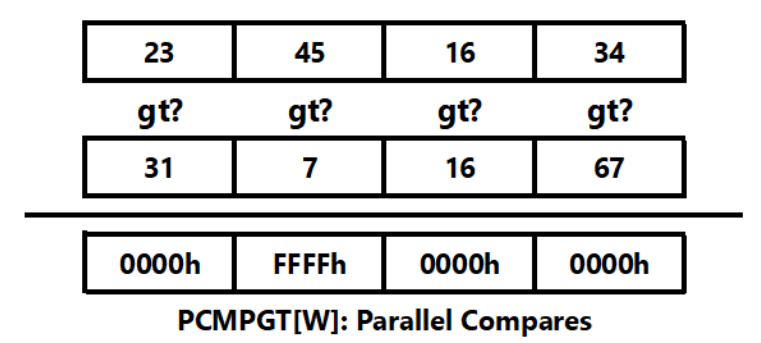 23 45 16 34
gt? gt? gt? gt?
31 7 16 67
0000h FFFFh 0000h 0000h
PCMPGT[W]: Parallel Compares